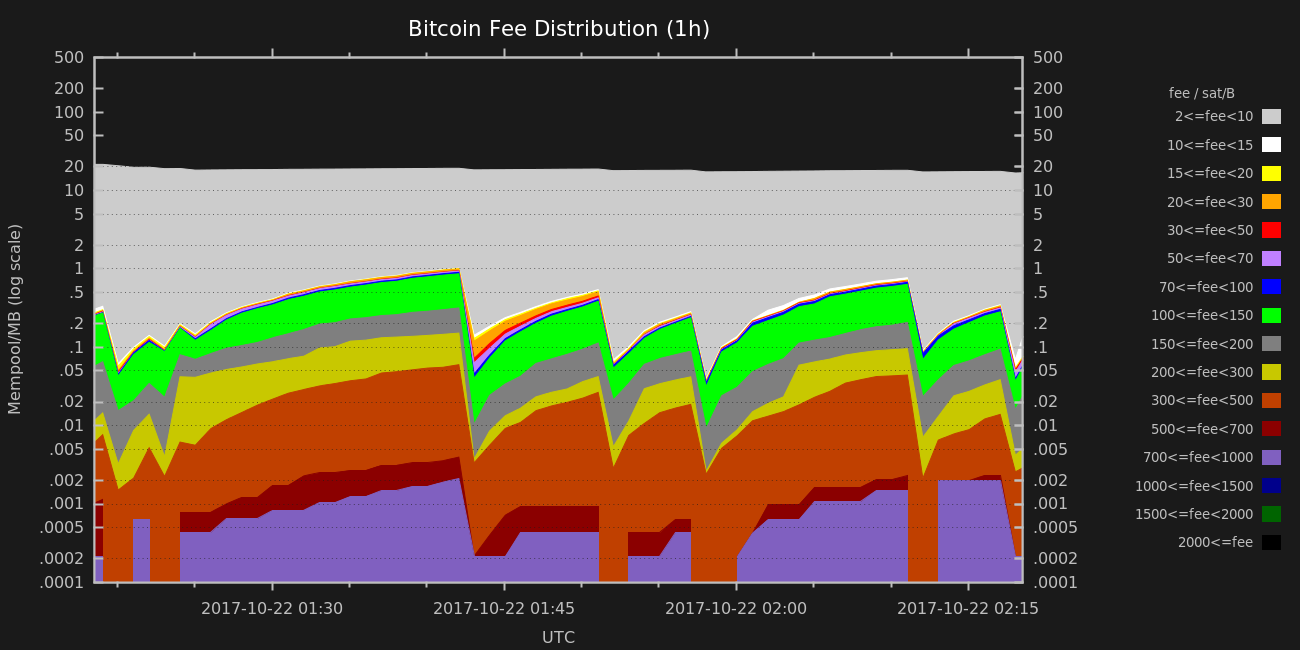 Bitcoin Fee Distribution (1h)
Mempool/MB (log scale)
500
200
100
50
20
10
5
2
1
.5
.2
.1
.05
.02
.01
.005
.002
.001
.0005
.0002
.0001
500
200
100
50
20
10
5
2
1
.5
.2
.1
.05
.02
.01
.005
.002
.001
.0005
.0002
.0001
fee / sat/B
2<=fee<10
10<=fee<15
15<=fee<20
20<=fee<30
30<=fee<50
50<=fee<70
70<=fee<100
100<=fee<150
150<=fee<200
200<=fee<300
300<=fee<500
500<=fee<700
700<=fee<1000
1000<=fee<1500
1500<=fee<2000
2000<=fee
2017-10-22 01:30
2017-10-22 01:45
2017-10-22 02:00
2017-10-22 02:15
UTC